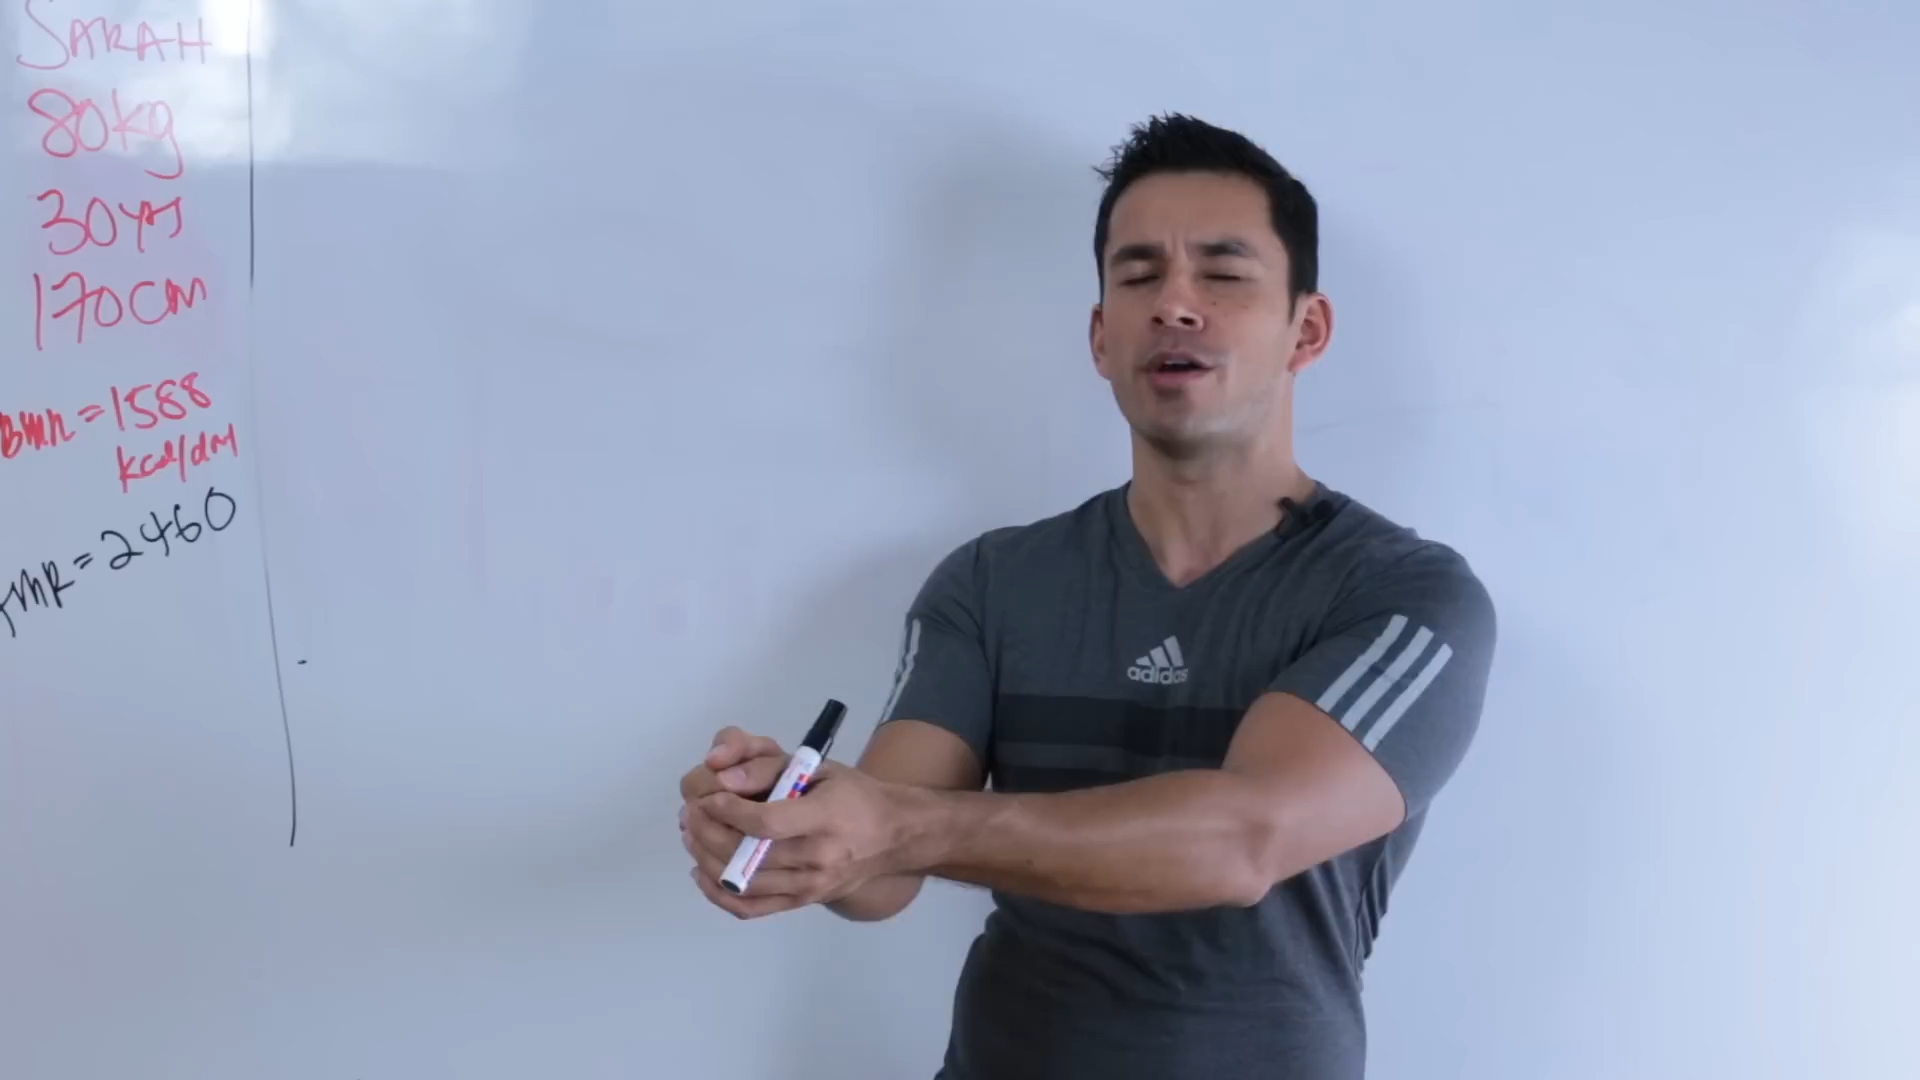 SARAH
80kg
30yrs
170cm
BMR = 1588
kcal/day
TMR = 2460
adidas